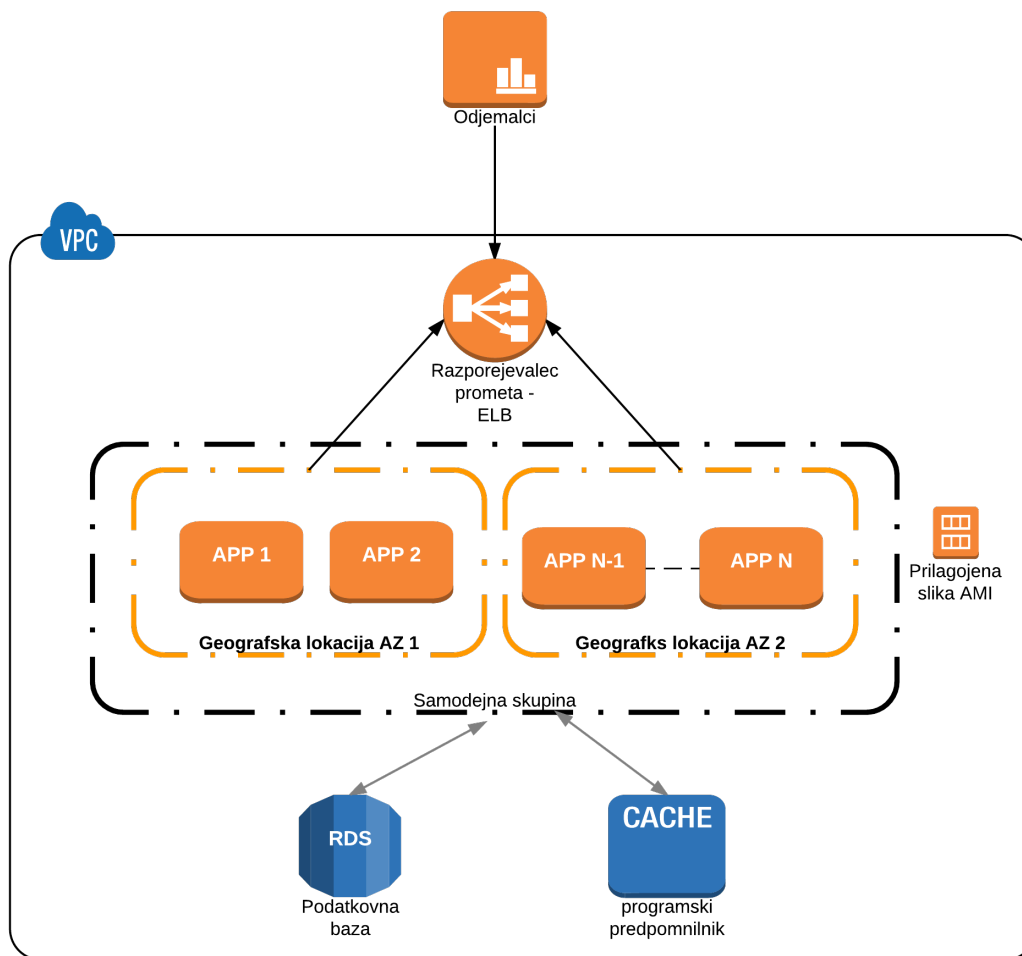 Odjemalci
VPC
Razporejevalec
prometa -
ELB
APP 1
APP 2
APP N-1
APP N
Prilagojena
slika AMI
Geografska lokacija AZ 1
Geografks lokacija AZ 2
Samodejna skupina
RDS
CACHE
Podatkovna
baza
programski
predpomnilnik